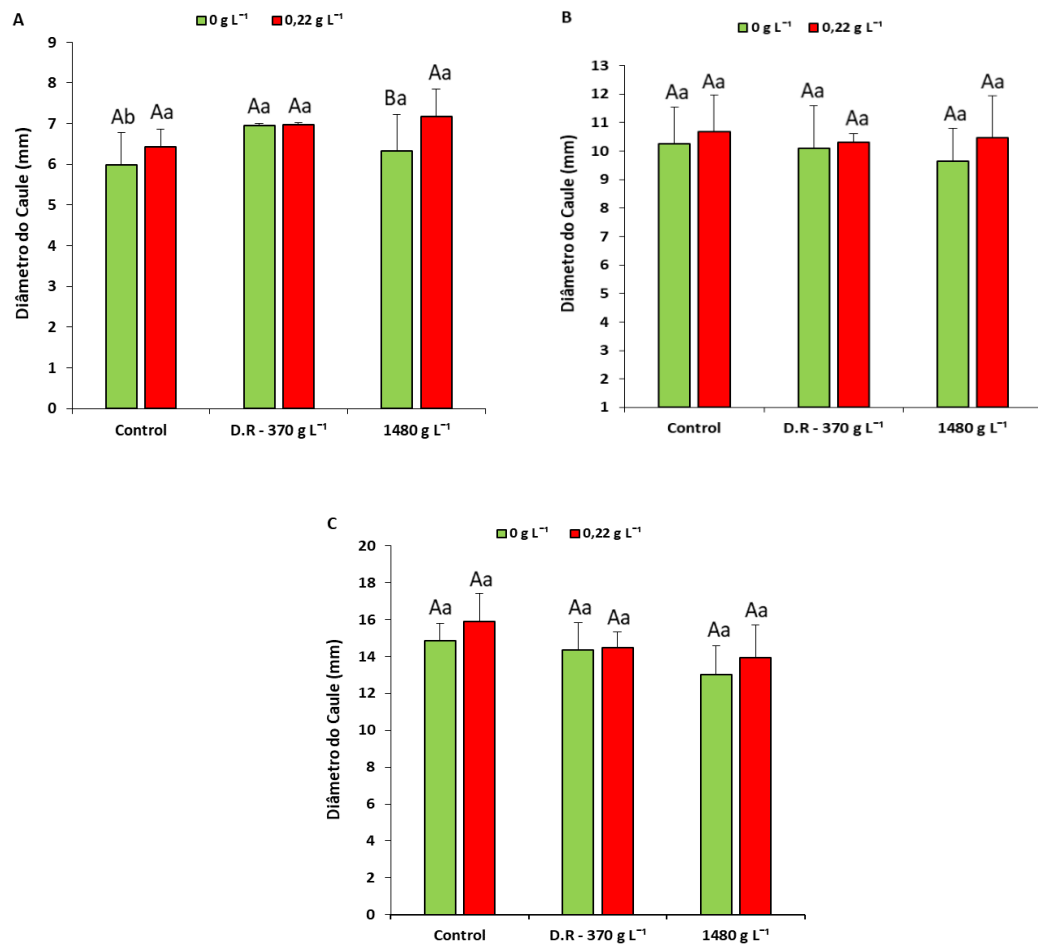 A
0 g L⁻¹ 0,22 g L⁻¹
Diâmetro do Caule (mm)
9
8
7
6
5
4
3
2
1
0
Ab Aa Aa Aa Ba Aa
Control D.R - 370 g L⁻¹ 1480 g L⁻¹
B
0 g L⁻¹ 0,22 g L⁻¹
Diâmetro do Caule (mm)
13
12
11
10
9
8
7
6
5
4
3
2
1
Aa Aa Aa Aa Aa Aa
Control D.R - 370 g L⁻¹ 1480 g L⁻¹
C
0 g L⁻¹ 0,22 g L⁻¹
Diâmetro do Caule (mm)
20
18
16
14
12
10
8
6
4
2
0
Aa Aa Aa Aa Aa Aa
Control D.R - 370 g L⁻¹ 1480 g L⁻¹